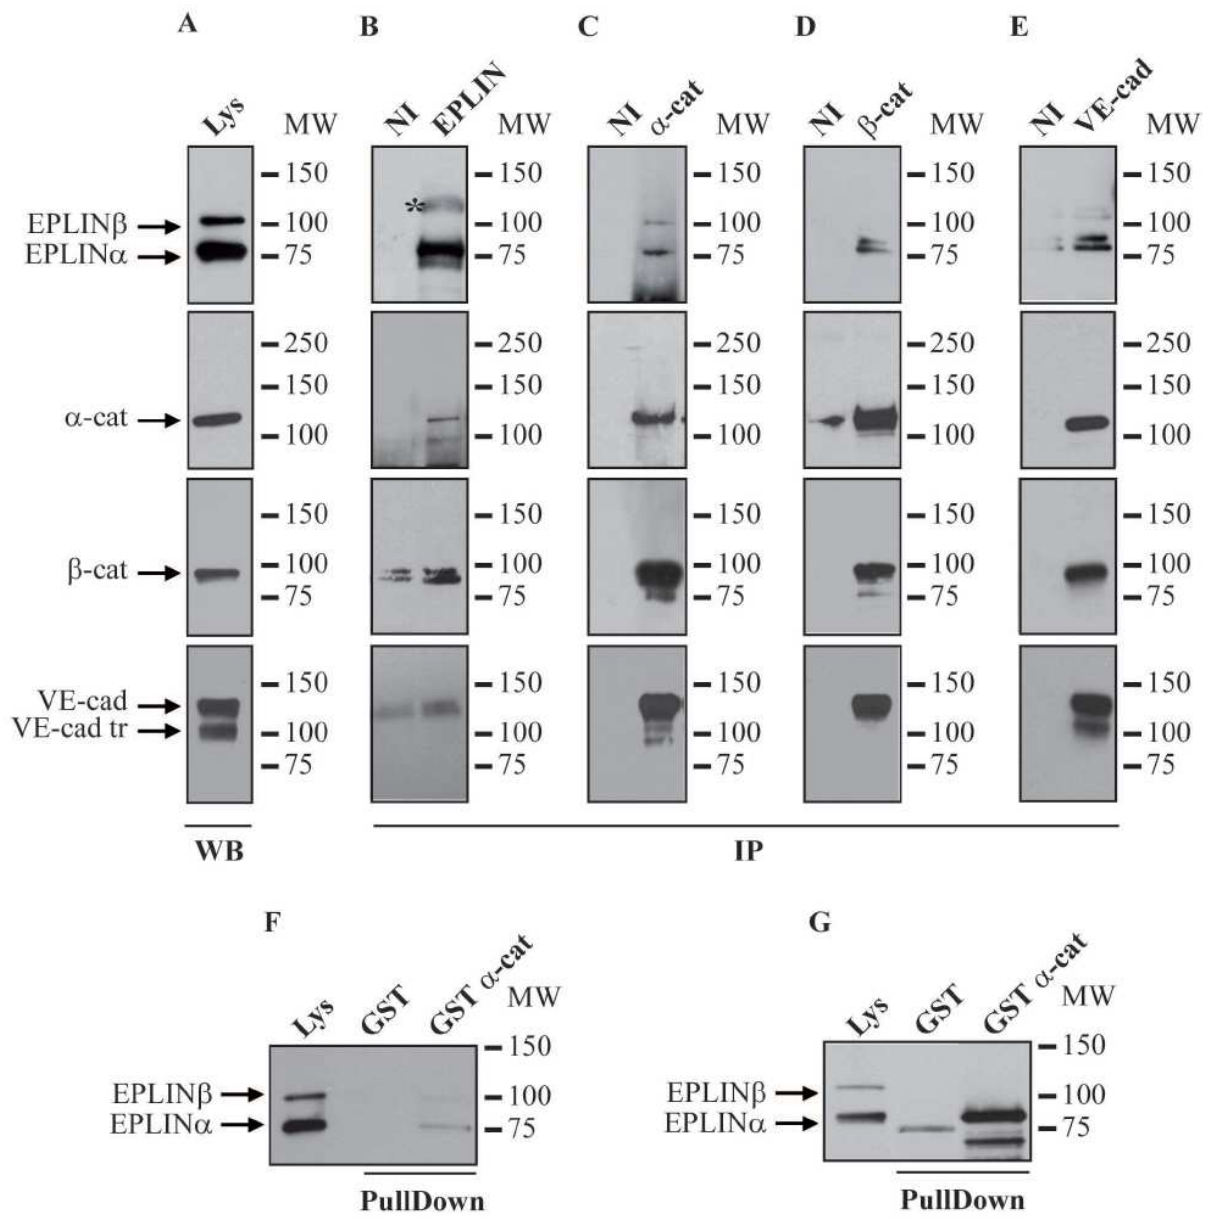 A B C D E
Lys MW NI EPLIN MW NI α-cat MW NI β-cat MW NI VE-cad MW
150 150 150 150 150
EPLINβ 100 100 100 100 100
* 
EPLINα 75 75 75 75 75
250 250 250 250 250
150 150 150 150 150
α-cat
100 100 100 100 100
150 150 150 150 150
β-cat 100 100 100 100 100
75 75 75 75 75
150 150 150 150 150
VE-cad
VE-cad tr 100 100 100 100 100
75 75 75 75 75
WB IP
F G
Lys GST GST α-cat MW Lys GST GST α-cat MW
150 150
EPLINβ 100 EPLINβ 100
EPLINα 75 EPLINα 75
PullDown PullDown